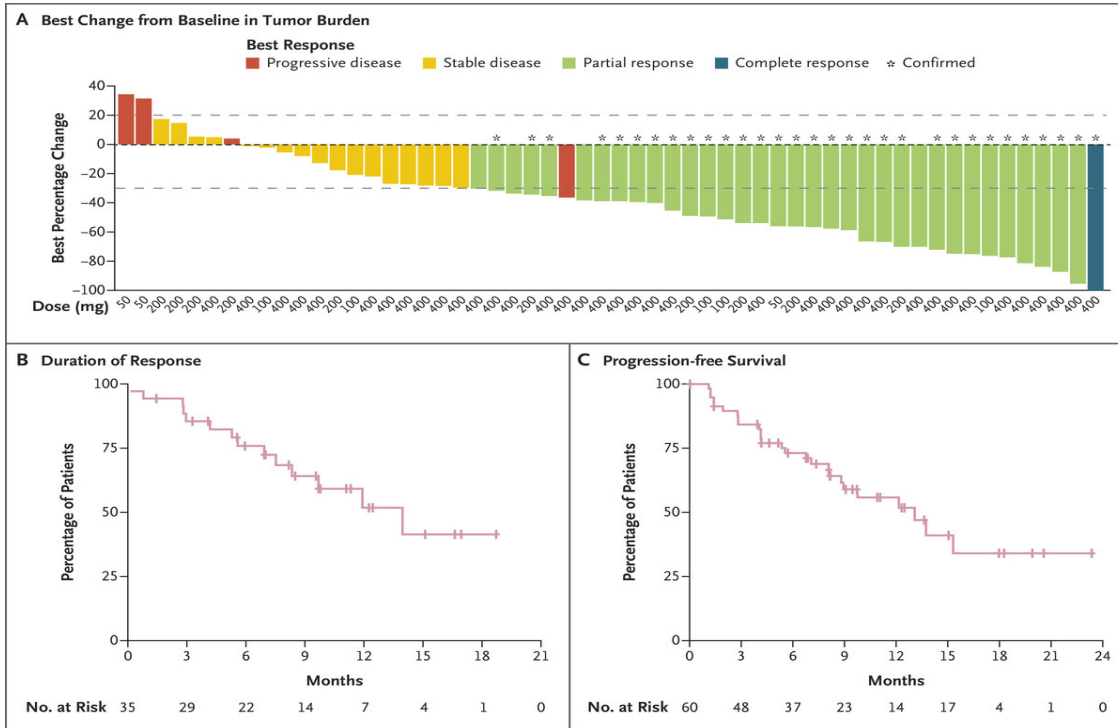 A Best Change from Baseline in Tumor Burden
Best Response
Progressive disease Stable disease Partial response Complete response * Confirmed
Best Percentage Change
40
20
0
−20
−40
−60
−80
−100
* * * * * * * * * * * * * * * * * * * * * * * * * * * * * * *
Dose (mg) 50 50 200 200 200 400 200 400 100 400 400 400 200 100 200 400 400 400 400 400 400 400 400 200 400 400 400 400 400 400 400 400 200 100 100 200 400 50 200 400 400 400 400 400 200 200 400 400 400 100 400 400 400 400 400 400
B Duration of Response
Percentage of Patients
100
75
50
25
0
0 3 6 9 12 15 18 21
Months
No. at Risk 35 29 22 14 7 4 1 0
C Progression-free Survival
Percentage of Patients
100
75
50
25
0
0 3 6 9 12 15 18 21 24
Months
No. at Risk 60 48 37 23 14 17 4 1 0